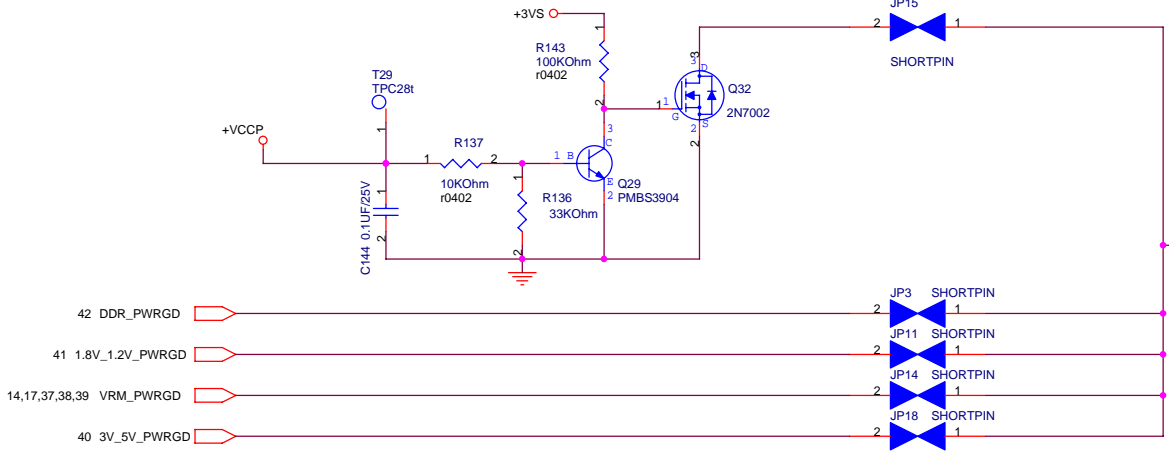 JP15
+3VS
2
1
SHORTPIN
1
R143
100KOhm
r0402
2
3
3
D
Q32
1
1
G
2N7002
S
2
2
T29
TPC28t
1
+VCCP
R137
1
2
10KOhm
r0402
3
C
1
B
E
Q29
2
PMBS3904
1
R136
33KOhm
2
1
C144 0.1UF/25V
2
JP3 SHORTPIN
42 DDR_PWRGD
2
1
JP11 SHORTPIN
41 1.8V_1.2V_PWRGD
2
1
JP14 SHORTPIN
14,17,37,38,39 VRM_PWRGD
2
1
JP18 SHORTPIN
40 3V_5V_PWRGD
2
1